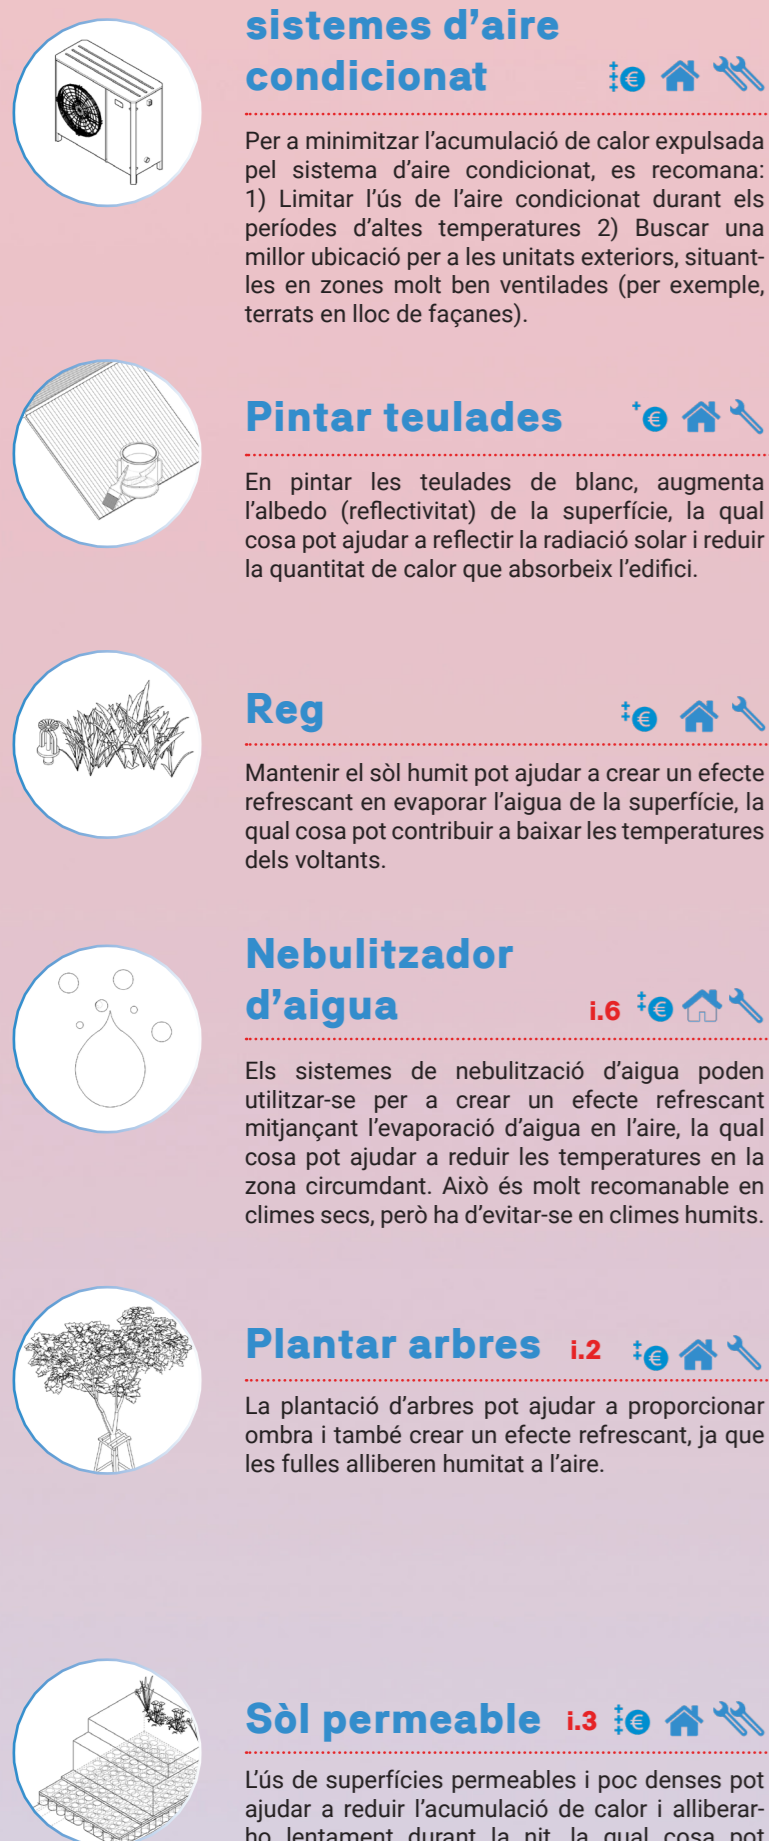 sistemes d'aire
condicionat
Per a minimitzar l'acumulació de calor expulsada
pel sistema d'aire condicionat, es recomana:
1) Limitar l'ús de l'aire condicionat durant els
períodes d'altes temperatures 2) Buscar una
millor ubicació per a les unitats exteriors, situant-
les en zones molt ben ventilades (per exemple,
terrats en lloc de façanes).
Pintar teulades
En pintar les teulades de blanc, augmenta
l'albedo (reflectivitat) de la superfície, la qual
cosa pot ajudar a reflectir la radiació solar i reduir
la quantitat de calor que absorbeix l'edifici.
Reg
Mantenir el sòl humit pot ajudar a crear un efecte
refrescant en evaporar l'aigua de la superfície, la
qual cosa pot contribuir a baixar les temperatures
dels voltants.
Nebulitzador
d'aigua i.6
Els sistemes de nebulització d'aigua poden
utilitzar-se per a crear un efecte refrescant
mitjançant l'evaporació d'aigua en l'aire, la qual
cosa pot ajudar a reduir les temperatures en la
zona circumdant. Això és molt recomanable en
climes secs, però ha d'evitar-se en climes humits.
Plantar arbres i.2
La plantació d'arbres pot ajudar a proporcionar
ombra i també crear un efecte refrescant, ja que
les fulles alliberen humitat a l'aire.
Sòl permeable i.3
L'ús de superfícies permeables i poc denses pot
ajudar a reduir l'acumulació de calor i alliberar-
ho lentament durant la nit, la qual cosa pot